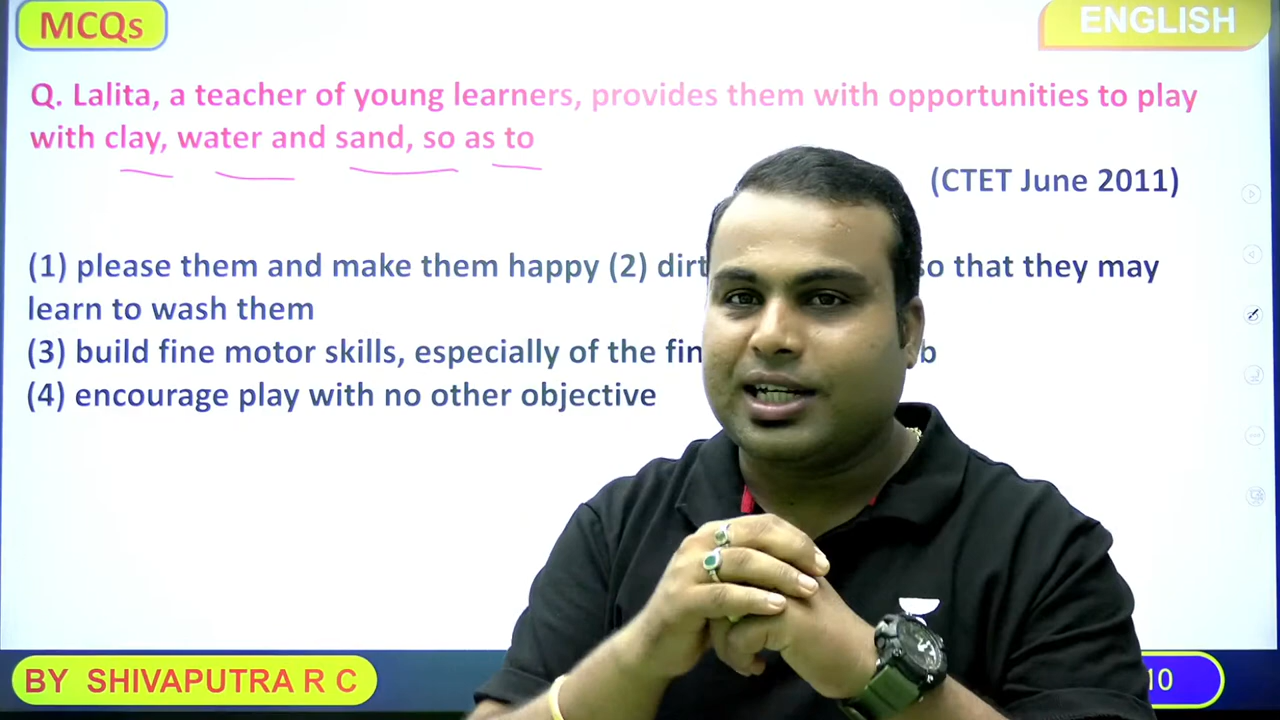 MCQs
ENGLISH
Q. Lalita, a teacher of young learners, provides them with opportunities to play
with clay, water and sand, so as to
(CTET June 2011)
(1) please them and make them happy (2) so that they may
learn to wash them
(3) build fine motor skills, especially of the
(4) encourage play with no other objective
BY SHIVAPUTRA R C
10